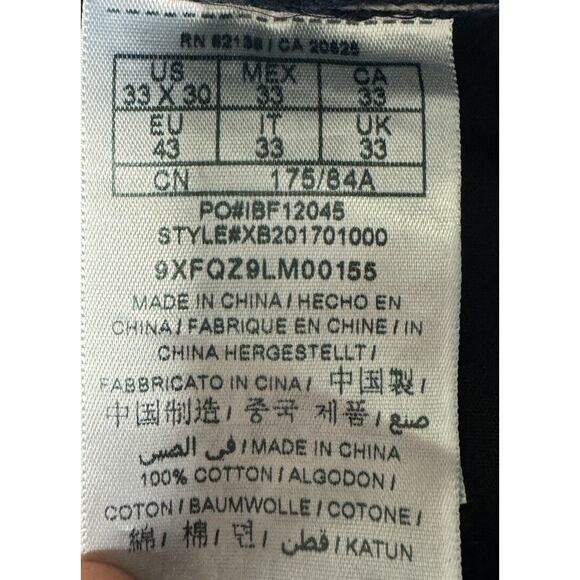 RN 62136 / CA 20625
US MEX CA
33 X 30 33 33
EU IT UK
43 33 33
CN 175/84A
PO#IBF12045
STYLE#XB201701000
9XFQZ9LM00155
MADE IN CHINA / HECHO EN
CHINA / FABRIQUE EN CHINE / IN
CHINA HERGESTELLT /
FABBRICATO IN CINA / 中国製 /
中国制造 / 중국 제품 / صنع
في الصين / MADE IN CHINA
100% COTTON / ALGODON /
COTON / BAUMWOLLE / COTONE /
綿 / 棉 / 면 / قطن / KATUN